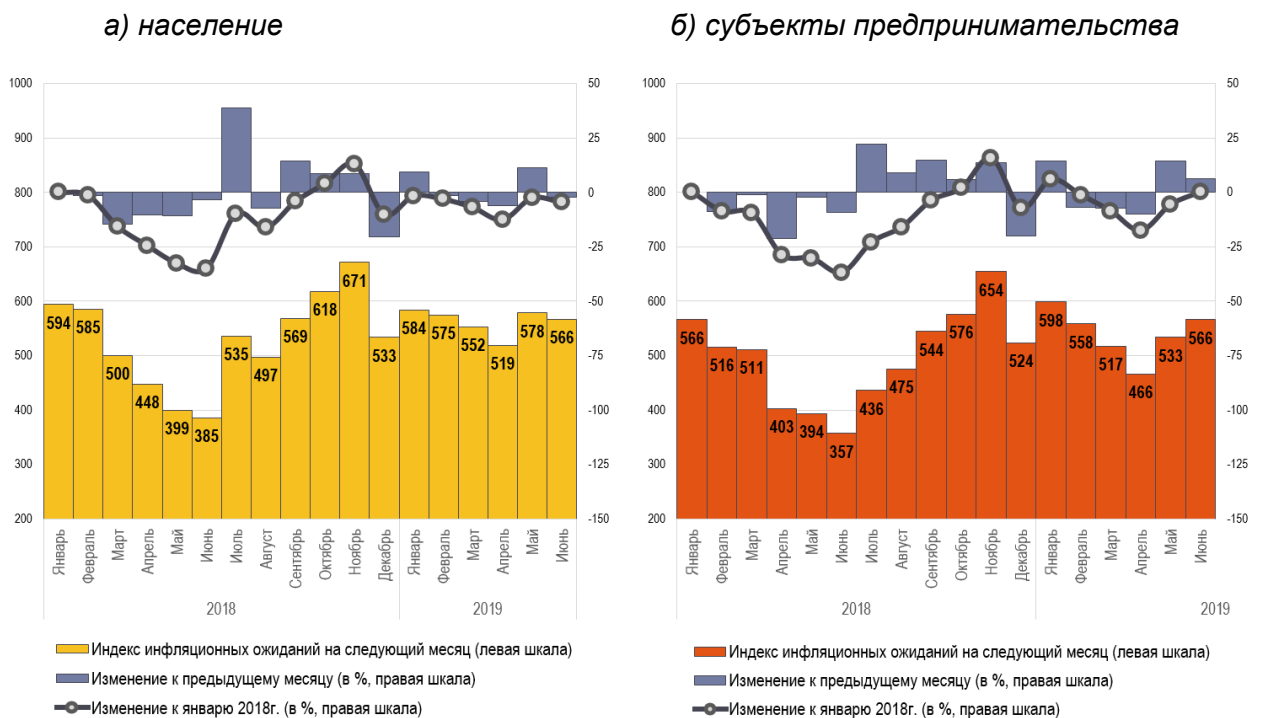 а) население
1000
900
800
700
600
500
400
300
200
50
25
0
-25
-50
-75
-100
-125
-150
594
585
500
448
399
385
535
497
569
618
671
533
584
575
552
519
578
566
Январь
Февраль
Март
Апрель
Май
Июнь
Июль
Август
Сентябрь
Октябрь
Ноябрь
Декабрь
Январь
Февраль
Март
Апрель
Май
Июнь
2018
2019
Индекс инфляционных ожиданий на следующий месяц (левая шкала)
Изменение к предыдущему месяцу (в %, правая шкала)
Изменение к январю 2018г. (в %, правая шкала)
б) субъекты предпринимательства
1000
900
800
700
600
500
400
300
200
50
25
0
-25
-50
-75
-100
-125
-150
566
516
511
403
394
357
436
475
544
576
654
524
598
558
517
466
533
566
Январь
Февраль
Март
Апрель
Май
Июнь
Июль
Август
Сентябрь
Октябрь
Ноябрь
Декабрь
Январь
Февраль
Март
Апрель
Май
Июнь
2018
2019
Индекс инфляционных ожиданий на следующий месяц (левая шкала)
Изменение к предыдущему месяцу (в %, правая шкала)
Изменение к январю 2018г. (в %, правая шкала)